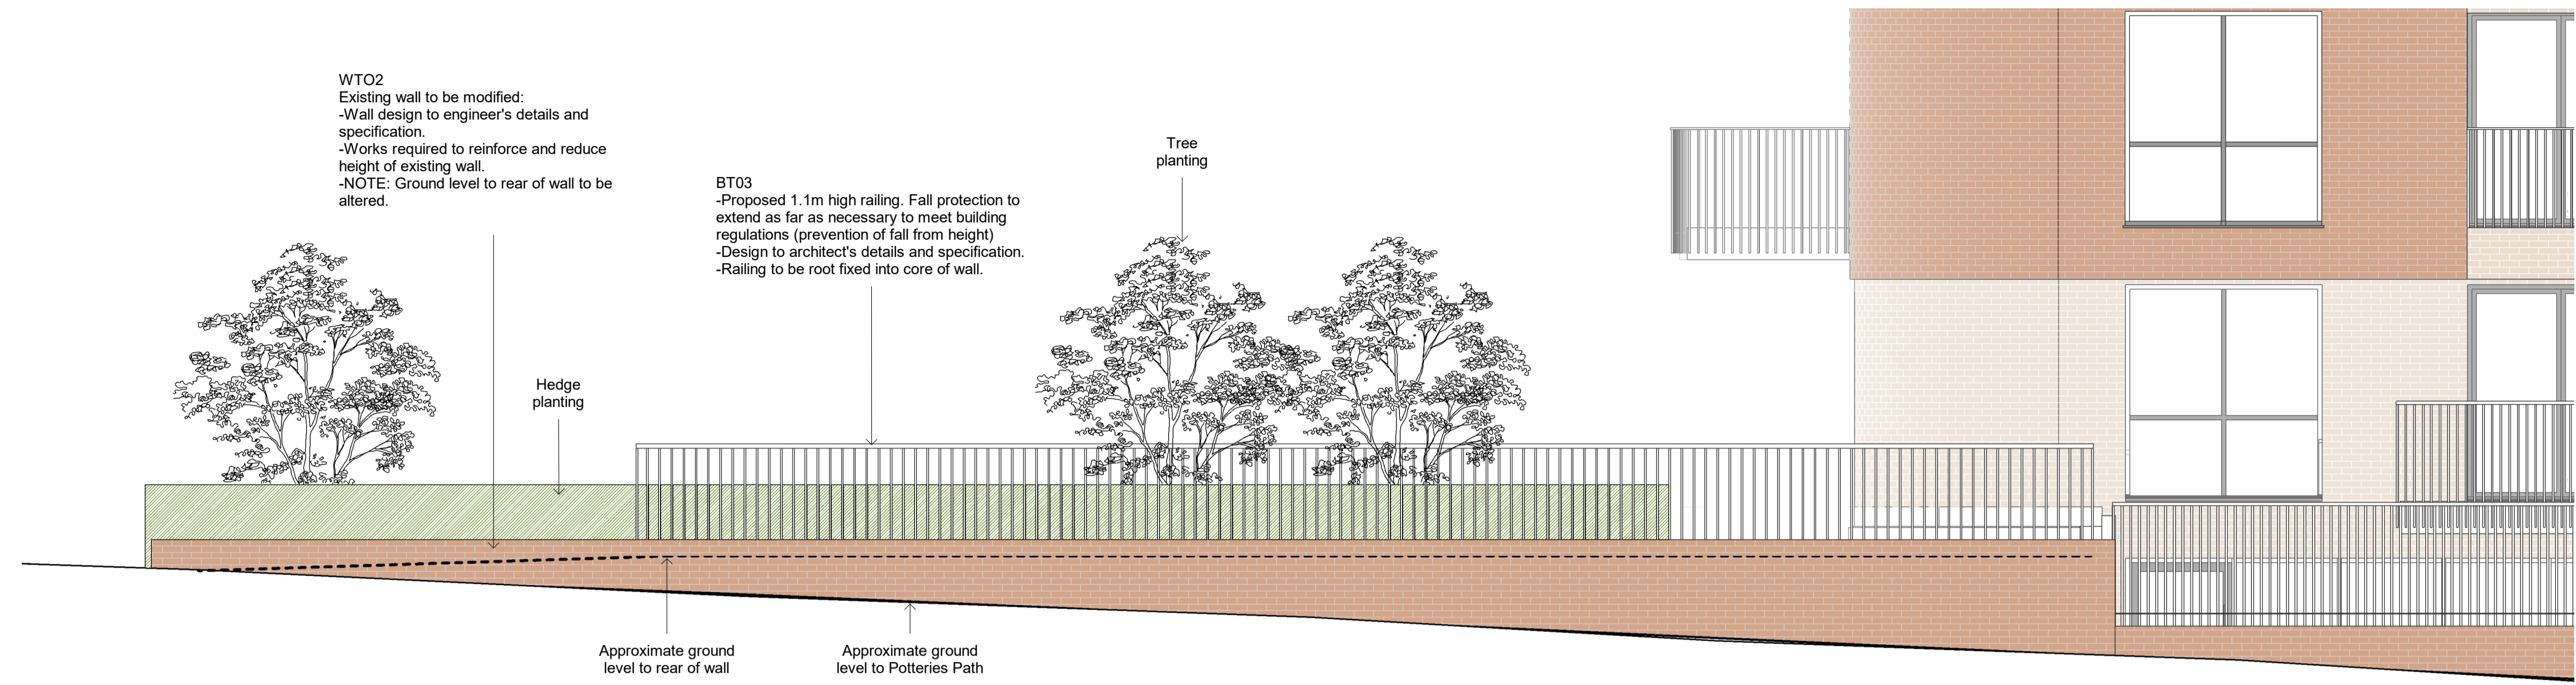 WTO2
Existing wall to be modified:
-Wall design to engineer's details and
specification.
-Works required to reinforce and reduce
height of existing wall.
-NOTE: Ground level to rear of wall to be
altered.
BT03
-Proposed 1.1m high railing. Fall protection to
extend as far as necessary to meet building
regulations (prevention of fall from height)
-Design to architect's details and specification.
-Railing to be root fixed into core of wall.
Tree
planting
Hedge
planting
Approximate ground
level to rear of wall
Approximate ground
level to Potteries Path